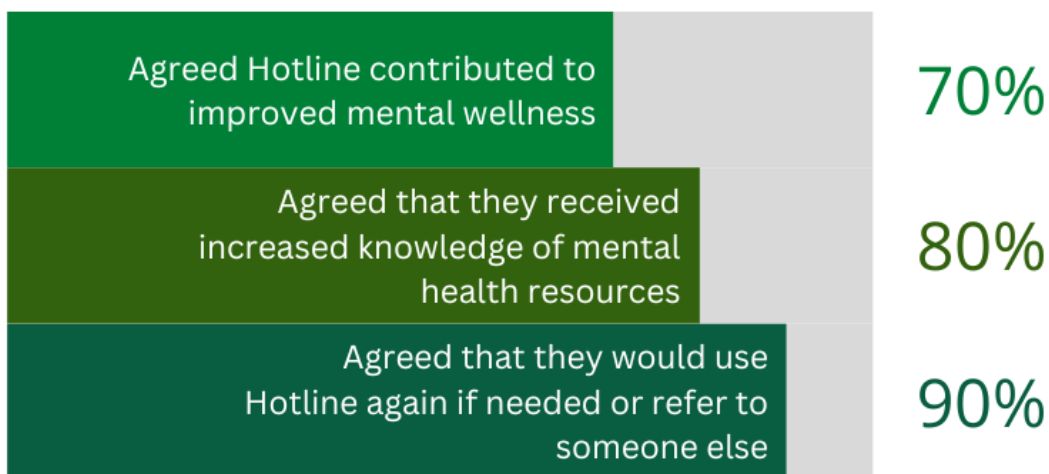 Agreed Hotline contributed to
improved mental wellness
70%
Agreed that they received
increased knowledge of mental
health resources
80%
Agreed that they would use
Hotline again if needed or refer to
someone else
90%